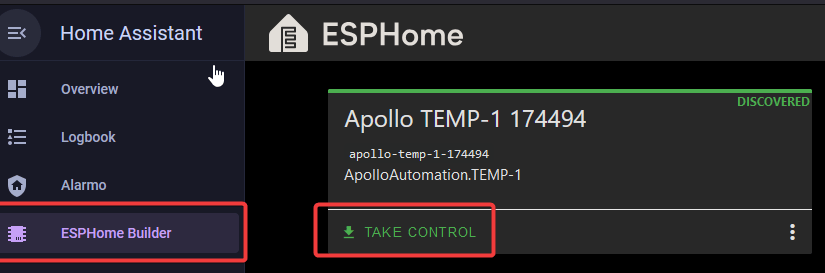 Home Assistant
ESPHome
Overview
Logbook
Alarmo
ESPHome Builder
DISCOVERED
Apollo TEMP-1 174494
apollo-temp-1-174494
ApolloAutomation.TEMP-1
TAKE CONTROL